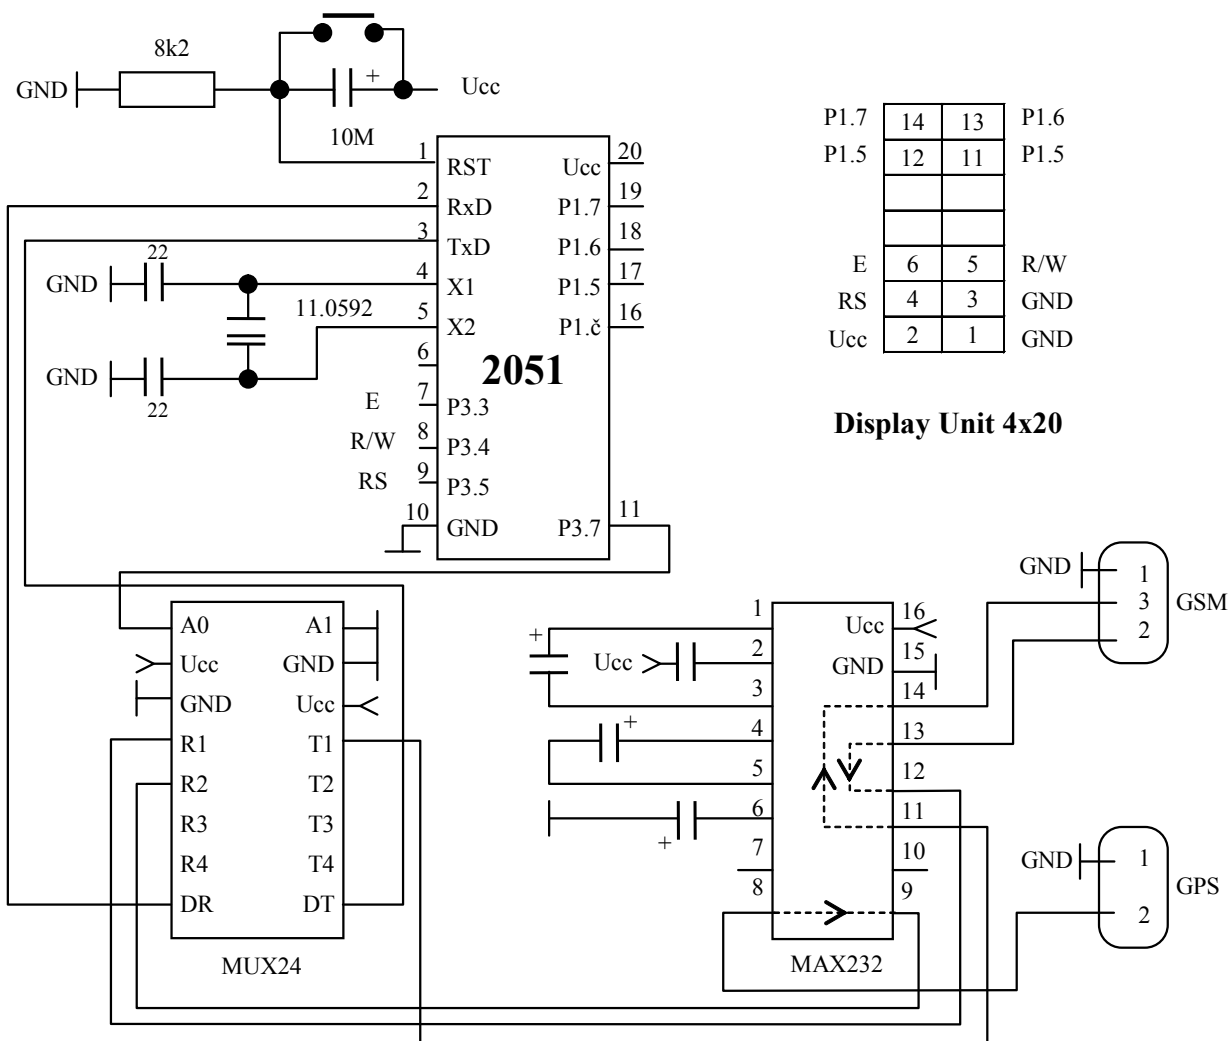 8k2
GND
+
Ucc
10M
1 RST Ucc 20
2 RxD P1.7 19
3 TxD P1.6 18
4 X1 P1.5 17
5 X2 P1.č 16
6
2051
7 P3.3
8 P3.4
9 P3.5
10 GND P3.7 11
E
R/W
RS
22
GND
11.0592
GND
22
P1.7 14 13 P1.6
P1.5 12 11 P1.5
E 6 5 R/W
RS 4 3 GND
Ucc 2 1 GND
Display Unit 4x20
A0 A1
Ucc GND
GND Ucc
R1 T1
R2 T2
R3 T3
R4 T4
DR DT
MUX24
+
Ucc
+
+
1 Ucc 16
2 GND 15
3 14
4 13
5 12
6 11
7 10
8 9
MAX232
GND 1
3 GSM
2
GND 1
GPS
2